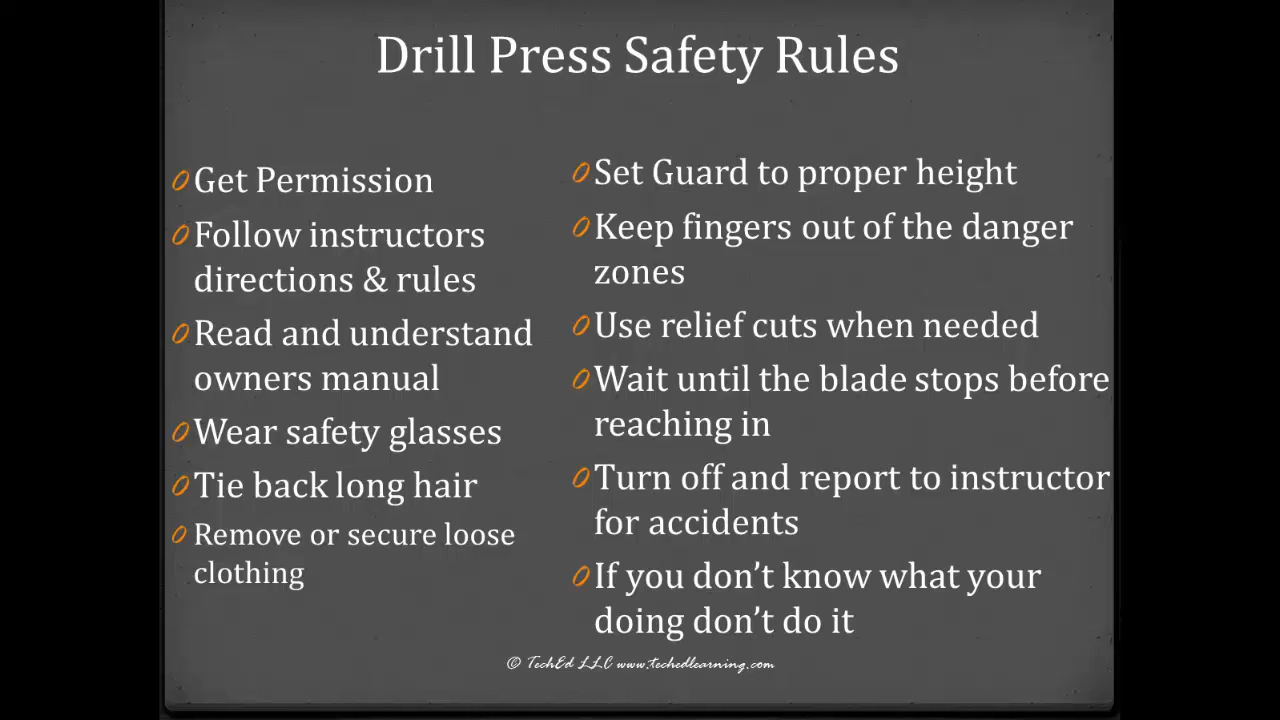 Drill Press Safety Rules
Get Permission
Follow instructors
directions & rules
Read and understand
owners manual
Wear safety glasses
Tie back long hair
Remove or secure loose
clothing
Set Guard to proper height
Keep fingers out of the danger
zones
Use relief cuts when needed
Wait until the blade stops before
reaching in
Turn off and report to instructor
for accidents
If you don’t know what your
doing don’t do it
© TechEd LLC www.techedlearning.com